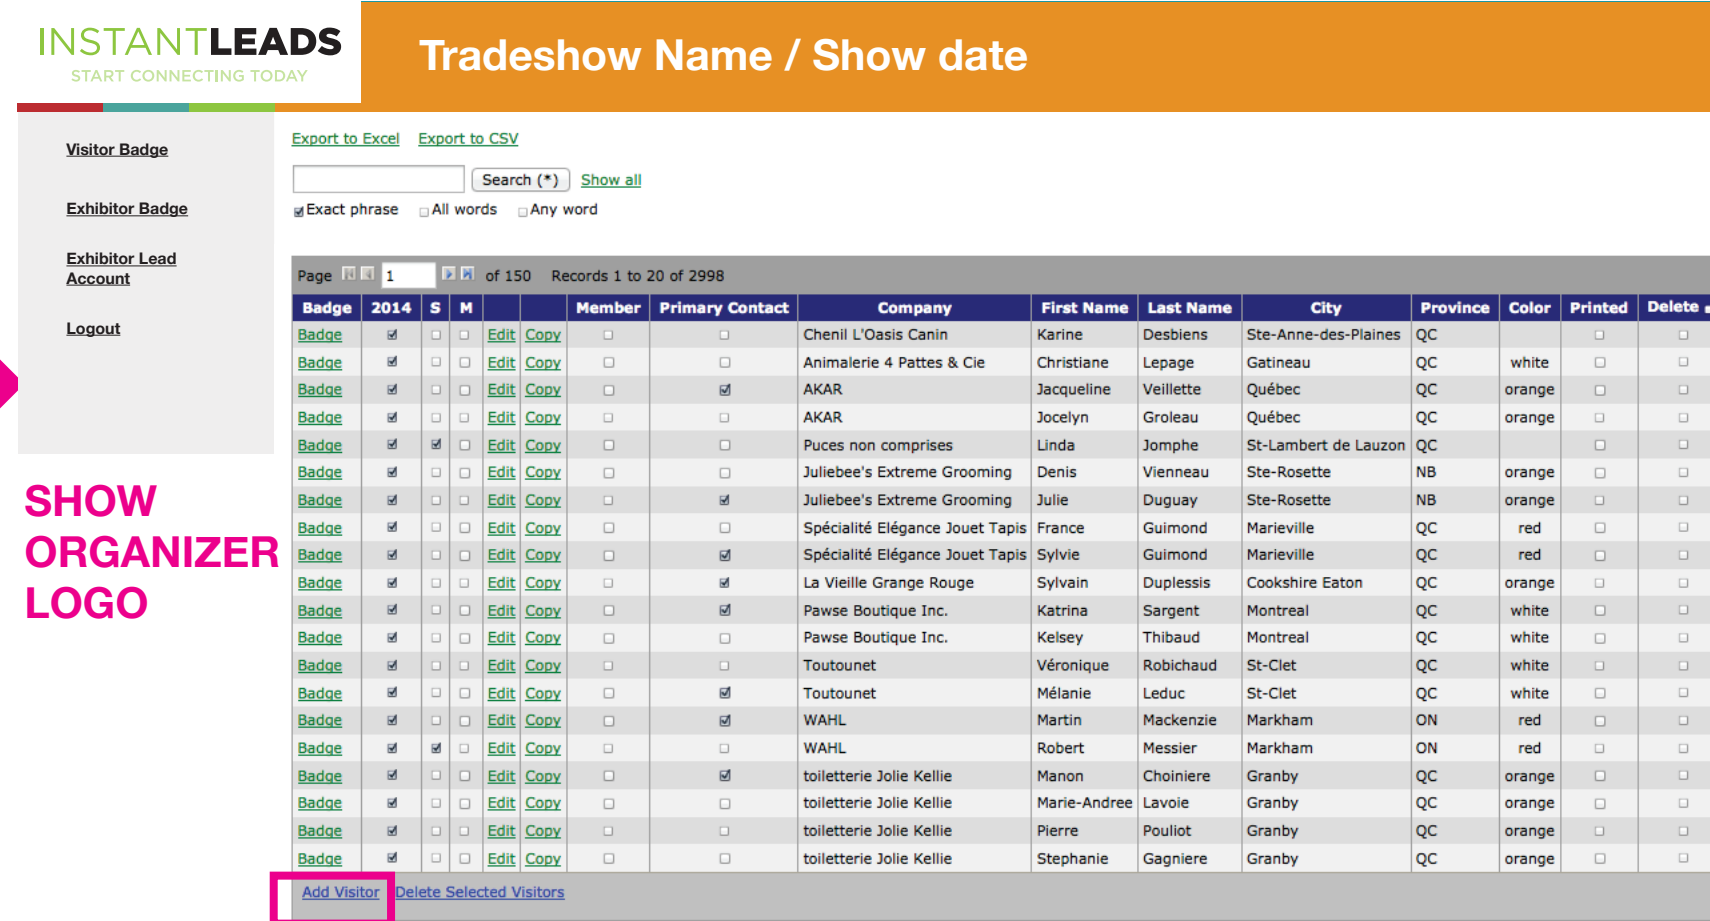 INSTANTLEADS
START CONNECTING TODAY
Tradeshow Name / Show date
Visitor Badge
Exhibitor Badge
Exhibitor Lead
Account
Logout
SHOW
ORGANIZER
LOGO
Export to Excel Export to CSV
Search (*) Show all
Exact phrase All words Any word
Page 1 of 150 Records 1 to 20 of 2998
Badge 2014 S M Member Primary Contact Company First Name Last Name City Province Color Printed Delete
Badge Edit Copy Chenil L'Oasis Canin Karine Desbiens Ste-Anne-des-Plaines QC
Badge Edit Copy Animalerie 4 Pattes & Cie Christiane Lepage Gatineau QC white
Badge Edit Copy AKAR Jacqueline Veillette Québec QC orange
Badge Edit Copy AKAR Jocelyn Groleau Québec QC orange
Badge Edit Copy Puces non comprises Linda Jomphe St-Lambert de Lauzon QC
Badge Edit Copy Juliebee's Extreme Grooming Denis Vienneau Ste-Rosette NB orange
Badge Edit Copy Juliebee's Extreme Grooming Julie Duguay Ste-Rosette NB orange
Badge Edit Copy Spécialité Elégance Jouet Tapis France Guimond Marieville QC red
Badge Edit Copy Spécialité Elégance Jouet Tapis Sylvie Guimond Marieville QC red
Badge Edit Copy La Vieille Grange Rouge Sylvain Duplessis Cookshire Eaton QC orange
Badge Edit Copy Pawse Boutique Inc. Katrina Sargent Montreal QC white
Badge Edit Copy Pawse Boutique Inc. Kelsey Thibaud Montreal QC white
Badge Edit Copy Toutounet Véronique Robichaud St-Clet QC white
Badge Edit Copy Toutounet Mélanie Leduc St-Clet QC white
Badge Edit Copy WAHL Martin Mackenzie Markham ON red
Badge Edit Copy WAHL Robert Messier Markham ON red
Badge Edit Copy toiletterie Jolie Kellie Manon Choiniere Granby QC orange
Badge Edit Copy toiletterie Jolie Kellie Marie-Andree Lavoie Granby QC orange
Badge Edit Copy toiletterie Jolie Kellie Pierre Pouliot Granby QC orange
Badge Edit Copy toiletterie Jolie Kellie Stephanie Gagniere Granby QC orange
Add Visitor Delete Selected Visitors